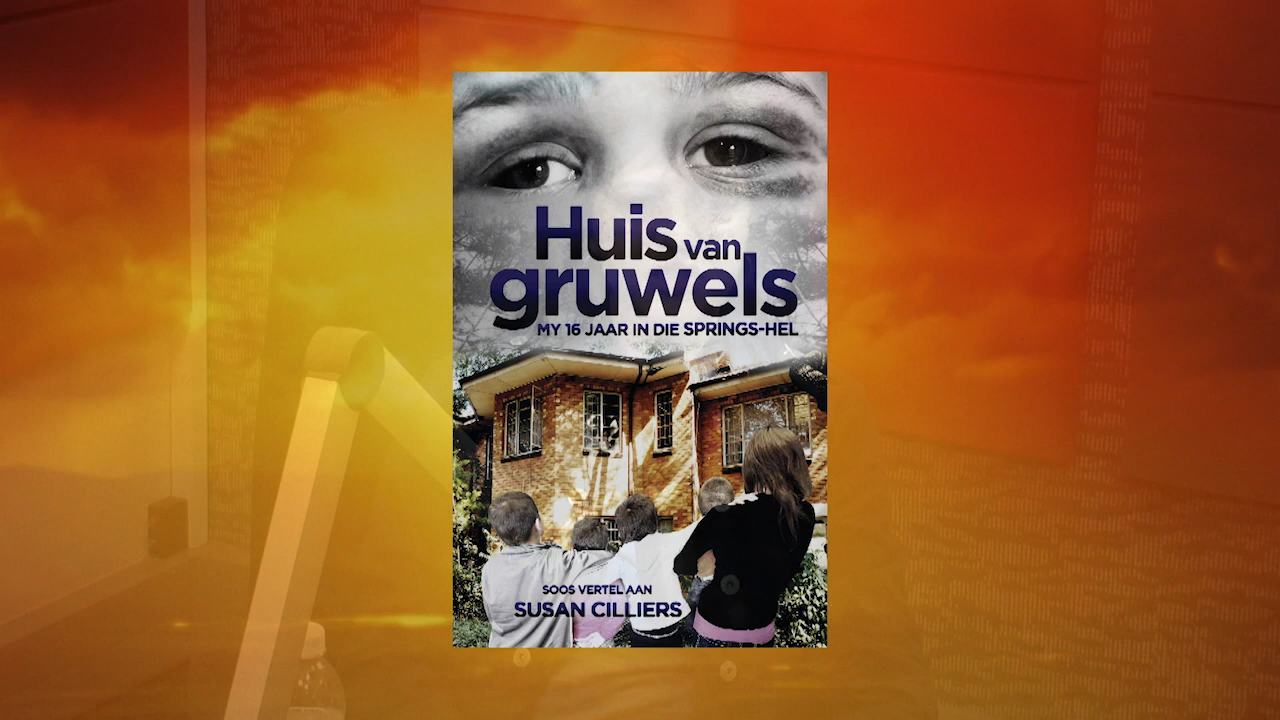 Huis van
gruwels
MY 16 JAAR IN DIE SPRINGS-HEL
SOOS VERTEL AAN
SUSAN CILLIERS